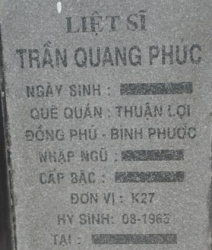 LIỆT SĨ
TRẦN QUANG PHÚC
NGÀY SINH :
QUÊ QUÁN : THUẬN LỢI
ĐỒNG PHÚ - BÌNH PHƯỚC
NHẬP NGŨ :
CẤP BẬC :
ĐƠN VỊ : K27
HY SINH: 08-1963
TẠI :